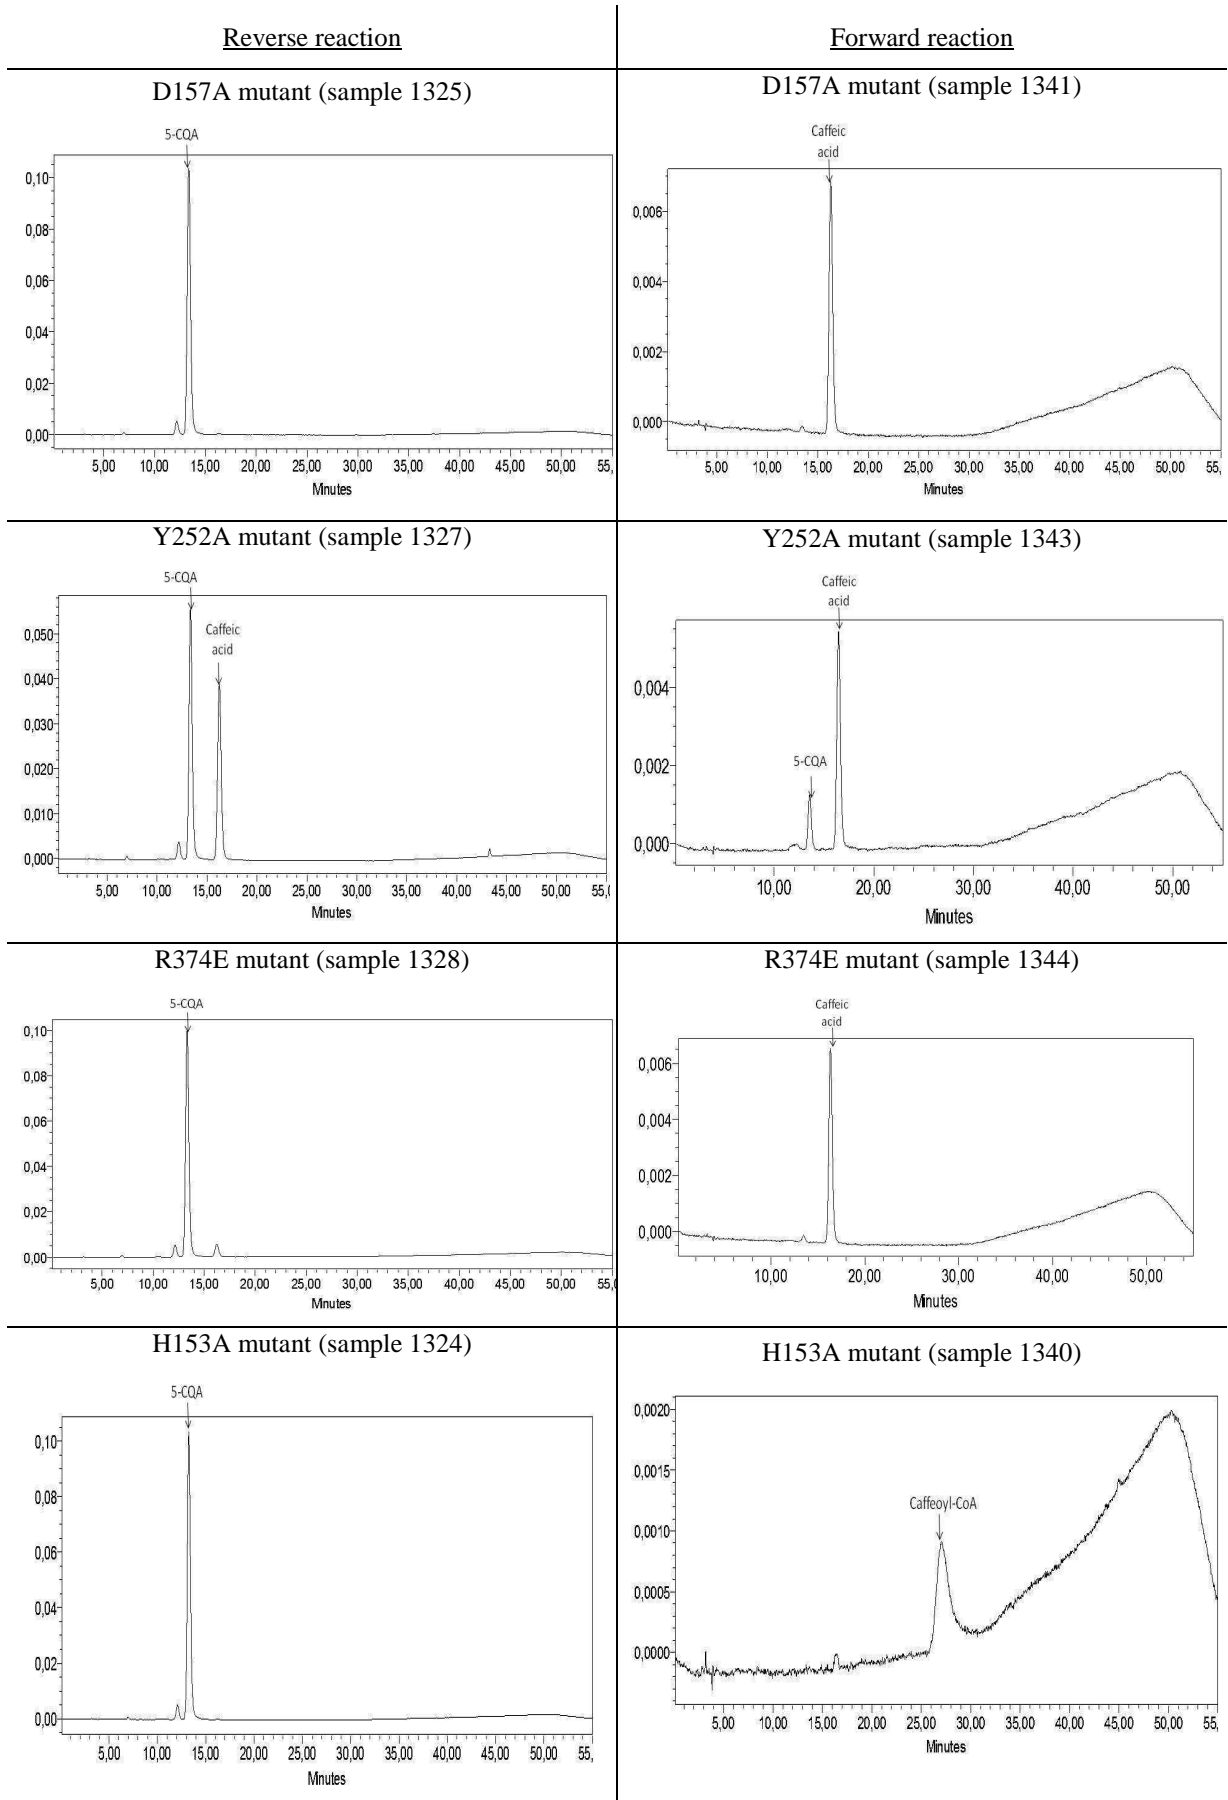 Reverse reaction
Forward reaction
D157A mutant (sample 1325)
5-CQA
0,10
0,08
0,06
0,04
0,02
0,00
5,00 10,00 15,00 20,00 25,00 30,00 35,00 40,00 45,00 50,00 55,
Minutes
D157A mutant (sample 1341)
Caffeic
acid
0,006
0,004
0,002
0,000
5,00 10,00 15,00 20,00 25,00 30,00 35,00 40,00 45,00 50,00 55,
Minutes
Y252A mutant (sample 1327)
5-CQA
Caffeic
acid
0,050
0,040
0,030
0,020
0,010
0,000
5,00 10,00 15,00 20,00 25,00 30,00 35,00 40,00 45,00 50,00 55,0
Minutes
Y252A mutant (sample 1343)
Caffeic
acid
5-CQA
0,004
0,002
0,000
10,00 20,00 30,00 40,00 50,00
Minutes
R374E mutant (sample 1328)
5-CQA
0,10
0,08
0,06
0,04
0,02
0,00
5,00 10,00 15,00 20,00 25,00 30,00 35,00 40,00 45,00 50,00 55,0
Minutes
R374E mutant (sample 1344)
Caffeic
acid
0,006
0,004
0,002
0,000
10,00 20,00 30,00 40,00 50,00
Minutes
H153A mutant (sample 1324)
5-CQA
0,10
0,08
0,06
0,04
0,02
0,00
5,00 10,00 15,00 20,00 25,00 30,00 35,00 40,00 45,00 50,00 55,
Minutes
H153A mutant (sample 1340)
Caffeoyl-CoA
0,0020
0,0015
0,0010
0,0005
0,0000
5,00 10,00 15,00 20,00 25,00 30,00 35,00 40,00 45,00 50,00 55,
Minutes